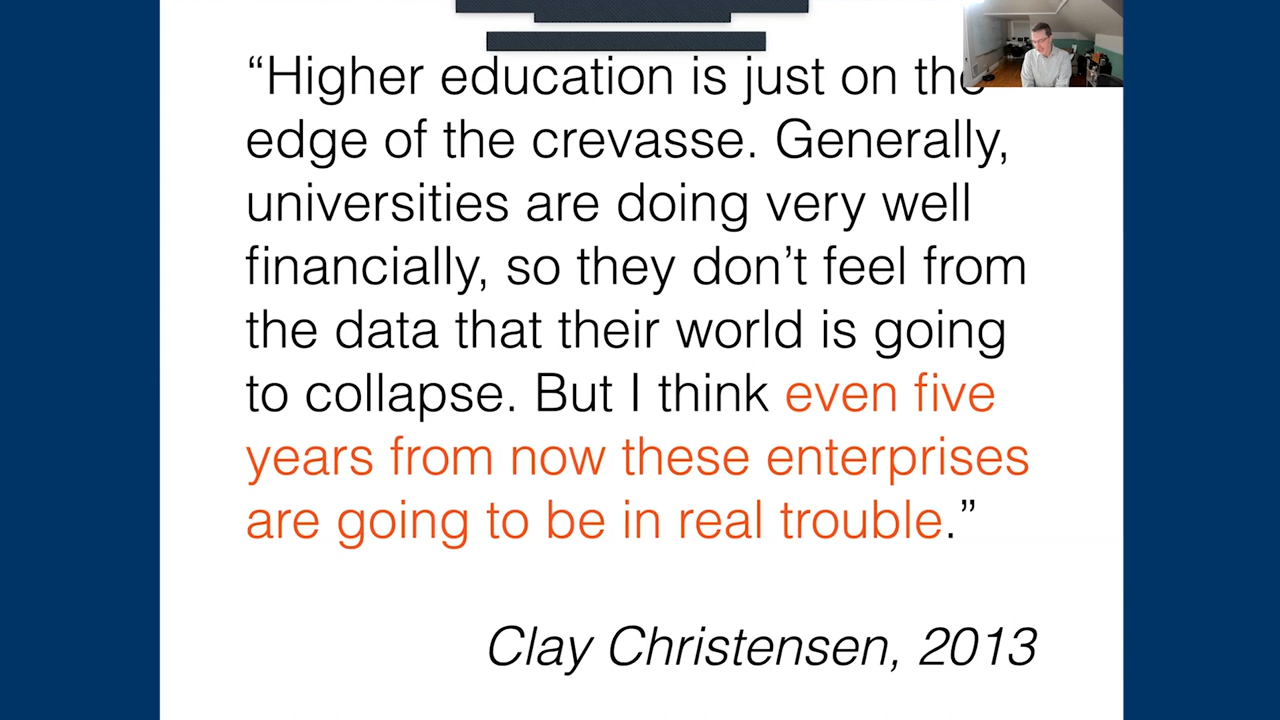 “Higher education is just on the
edge of the crevasse. Generally,
universities are doing very well
financially, so they don’t feel from
the data that their world is going
to collapse. But I think even five
years from now these enterprises
are going to be in real trouble.”
Clay Christensen, 2013